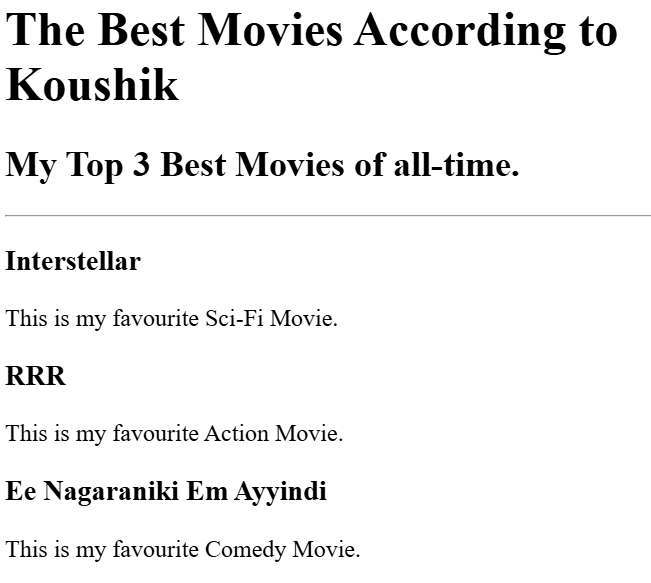 The Best Movies According to
Koushik
My Top 3 Best Movies of all-time.
Interstellar
This is my favourite Sci-Fi Movie.
RRR
This is my favourite Action Movie.
Ee Nagaraniki Em Ayyindi
This is my favourite Comedy Movie.